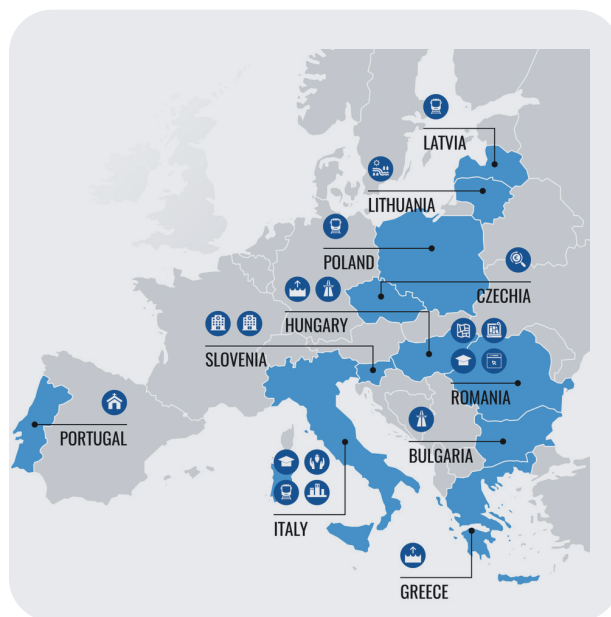 LATVIA
LITHUANIA
POLAND
CZECHIA
HUNGARY
SLOVENIA
ROMANIA
PORTUGAL
BULGARIA
ITALY
GREECE